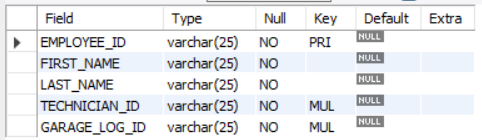 Field Type Null Key Default Extra
EMPLOYEE_ID varchar(25) NO PRI NULL
FIRST_NAME varchar(25) NO NULL
LAST_NAME varchar(25) NO NULL
TECHNICIAN_ID varchar(25) NO MUL NULL
GARAGE_LOG_ID varchar(25) NO MUL NULL